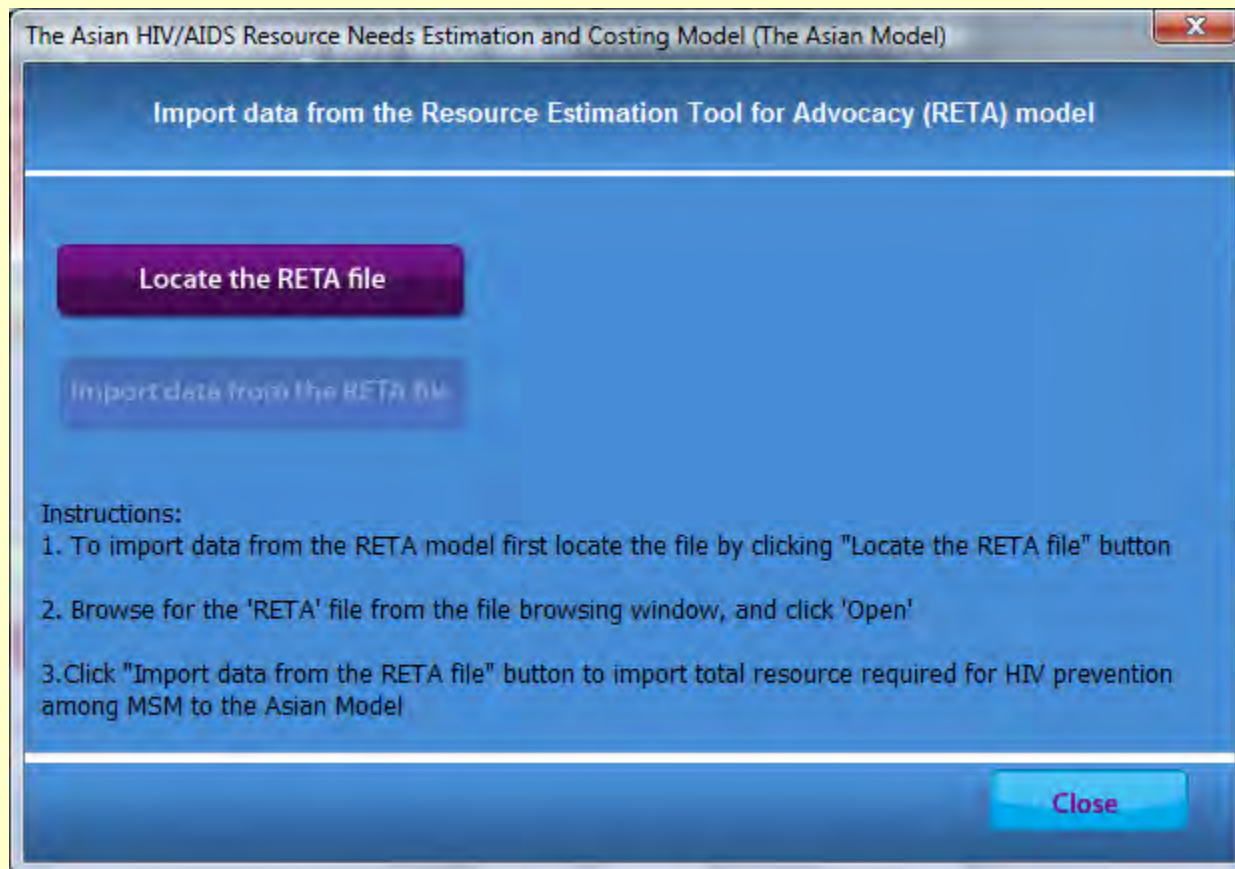 The Asian HIV/AIDS Resource Needs Estimation and Costing Model (The Asian Model)
X
Import data from the Resource Estimation Tool for Advocacy (RETA) model
Locate the RETA file
Import data from the RETA file
Instructions:
1. To import data from the RETA model first locate the file by clicking "Locate the RETA file" button
2. Browse for the 'RETA' file from the file browsing window, and click 'Open'
3.Click "Import data from the RETA file" button to import total resource required for HIV prevention
among MSM to the Asian Model
Close